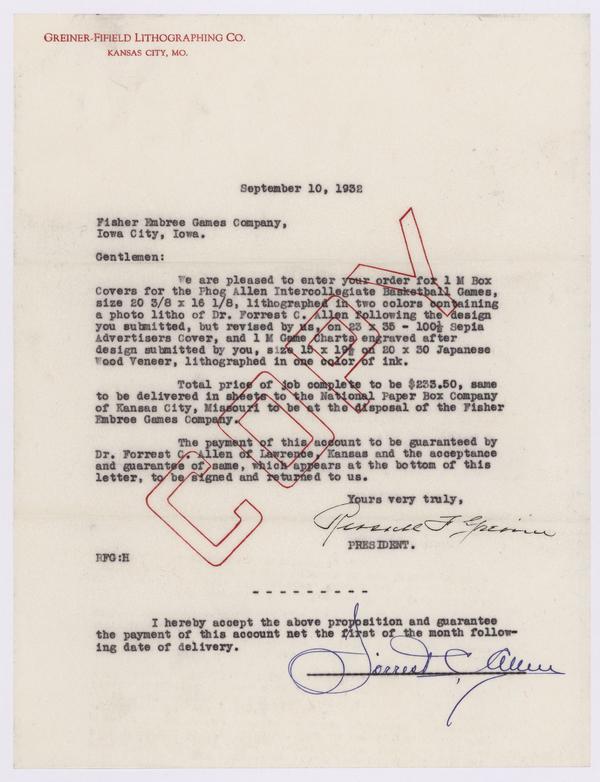 GREINER-FIFIELD LITHOGRAPHING CO.
KANSAS CITY, MO.
September 10, 1932
Fisher Embree Games Company,
Iowa City, Iowa.
Gentlemen:
We are pleased to enter your order for 1 M Box
Covers for the Phog Allen Intercollegiate Basketball Games,
size 20 3/8 x 16 1/8, lithographed in two colors containing
a photo litho of Dr. Forrest C. Allen following the design
you submitted, but revised by us, on 23 x 35 - 100# Sepia
Advertisers Cover, and 1 M Game Charts engraved after
design submitted by you, size 15 x 19½ on 20 x 30 Japanese
Wood Veneer, lithographed in one color of ink.
Total price of job complete to be $233.50, same
to be delivered in sheets to the National Paper Box Company
of Kansas City, Missouri to be at the disposal of the Fisher
Embree Games Company.
The payment of this account to be guaranteed by
Dr. Forrest C. Allen of Lawrence, Kansas and the acceptance
and guarantee of same, which appears at the bottom of this
letter, to be signed and returned to us.
Yours very truly,
Russell F Greiner
PRESIDENT.
RFG:H
COPY
- - - - - - - - -
I hereby accept the above proposition and guarantee
the payment of this account net the first of the month follow-
ing date of delivery.
Forrest C. Allen